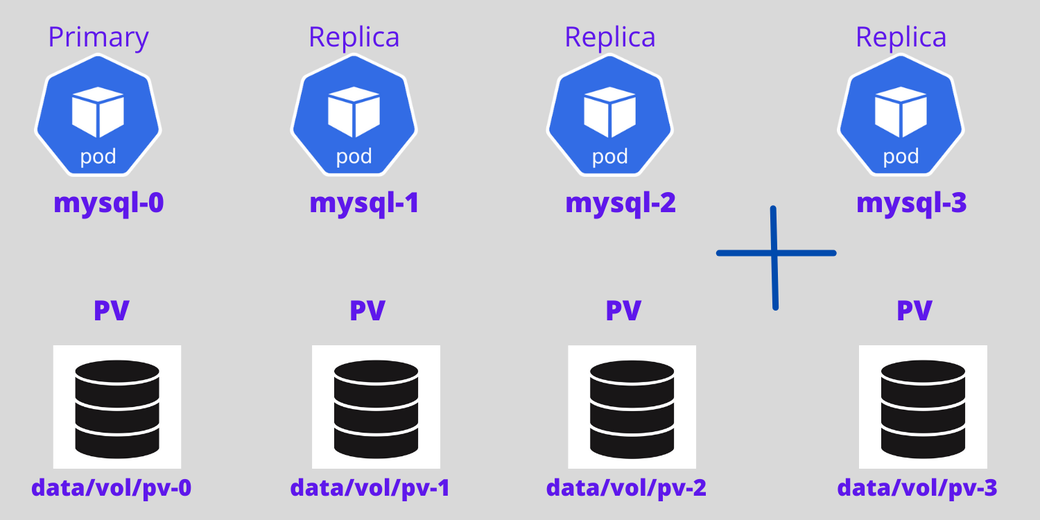 Primary
Replica
Replica
Replica
pod
pod
pod
pod
mysql-0
mysql-1
mysql-2
mysql-3
PV
PV
PV
PV
data/vol/pv-0
data/vol/pv-1
data/vol/pv-2
data/vol/pv-3